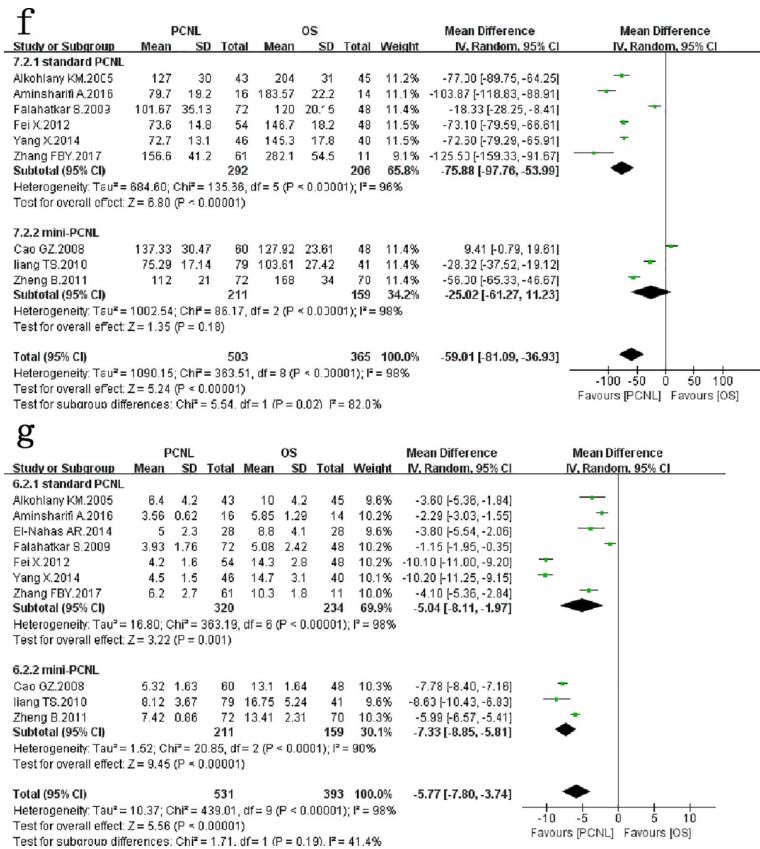 f
PCNL OS Mean Difference Mean Difference
Study or Subgroup Mean SD Total Mean SD Total Weight IV, Random, 95% CI IV, Random, 95% CI
7.2.1 standard PCNL
Alkohlany KM.2005 127 30 43 204 31 45 11.2% -77.00 [-89.75, -64.25]
Aminsharifi A.2016 79.7 19.2 16 183.57 22.2 14 11.1% -103.87 [-118.83, -88.91]
Falahatkar S.2009 101.67 35.13 72 120 20.15 48 11.4% -18.33 [-28.25, -8.41]
Fei X.2012 73.6 14.8 54 146.7 18.2 48 11.5% -73.10 [-79.59, -66.61]
Yang X.2014 72.7 13.1 46 145.3 17.8 40 11.5% -72.60 [-79.29, -65.91]
Zhang FBY.2017 156.6 41.2 61 282.1 54.5 11 9.1% -125.50 [-159.33, -91.67]
Subtotal (95% CI) 292 206 65.8% -75.88 [-97.76, -53.99]
Heterogeneity: Tau² = 684.60; Chi² = 135.36, df = 5 (P < 0.00001); I² = 96%
Test for overall effect: Z = 6.80 (P < 0.00001)
7.2.2 mini-PCNL
Cao GZ.2008 137.33 30.47 60 127.92 23.61 48 11.4% 9.41 [-0.79, 19.61]
liang TS.2010 75.29 17.14 79 103.61 27.42 41 11.4% -28.32 [-37.52, -19.12]
Zheng B.2011 112 21 72 168 34 70 11.4% -56.00 [-65.33, -46.67]
Subtotal (95% CI) 211 159 34.2% -25.02 [-61.27, 11.23]
Heterogeneity: Tau² = 1002.54; Chi² = 86.17, df = 2 (P < 0.00001); I² = 98%
Test for overall effect: Z = 1.35 (P = 0.18)
Total (95% CI) 503 365 100.0% -59.01 [-81.09, -36.93]
Heterogeneity: Tau² = 1090.15; Chi² = 363.51, df = 8 (P < 0.00001); I² = 98%
Test for overall effect: Z = 5.24 (P < 0.00001)
Test for subgroup differences: Chi² = 5.54, df = 1 (P = 0.02) I² = 82.0%
-100 -50 0 50 100
Favours [PCNL] Favours [OS]
g
PCNL OS Mean Difference Mean Difference
Study or Subgroup Mean SD Total Mean SD Total Weight IV, Random, 95% CI IV, Random, 95% CI
6.2.1 standard PCNL
Alkohlany KM.2005 6.4 4.2 43 10 4.2 45 9.6% -3.60 [-5.36, -1.84]
Aminsharifi A.2016 3.56 0.62 16 5.85 1.29 14 10.2% -2.29 [-3.03, -1.55]
El-Nahas AR.2014 5 2.3 28 8.8 4.1 28 9.6% -3.80 [-5.54, -2.06]
Falahatkar S.2009 3.93 1.76 72 5.08 2.42 48 10.2% -1.15 [-1.95, -0.35]
Fei X.2012 4.2 1.6 54 14.3 2.8 48 10.2% -10.10 [-11.00, -9.20]
Yang X.2014 4.5 1.5 46 14.7 3.1 40 10.1% -10.20 [-11.25, -9.15]
Zhang FBY.2017 6.2 2.7 61 10.3 1.8 11 9.9% -4.10 [-5.36, -2.84]
Subtotal (95% CI) 320 234 69.9% -5.04 [-8.11, -1.97]
Heterogeneity: Tau² = 16.80; Chi² = 363.19, df = 6 (P < 0.00001); I² = 98%
Test for overall effect: Z = 3.22 (P = 0.001)
6.2.2 mini-PCNL
Cao GZ.2008 5.32 1.63 60 13.1 1.64 48 10.3% -7.78 [-8.40, -7.16]
liang TS.2010 8.12 3.67 79 16.75 5.24 41 9.6% -8.63 [-10.43, -6.83]
Zheng B.2011 7.42 0.86 72 13.41 2.31 70 10.3% -5.99 [-6.57, -5.41]
Subtotal (95% CI) 211 159 30.1% -7.33 [-8.85, -5.81]
Heterogeneity: Tau² = 1.52; Chi² = 20.85, df = 2 (P < 0.0001); I² = 90%
Test for overall effect: Z = 9.45 (P < 0.00001)
Total (95% CI) 531 393 100.0% -5.77 [-7.80, -3.74]
Heterogeneity: Tau² = 10.37; Chi² = 439.01, df = 9 (P < 0.00001); I² = 98%
Test for overall effect: Z = 5.56 (P < 0.00001)
Test for subgroup differences: Chi² = 1.71, df = 1 (P = 0.19), I² = 41.4%
-10 -5 0 5 10
Favours [PCNL] Favours [OS]